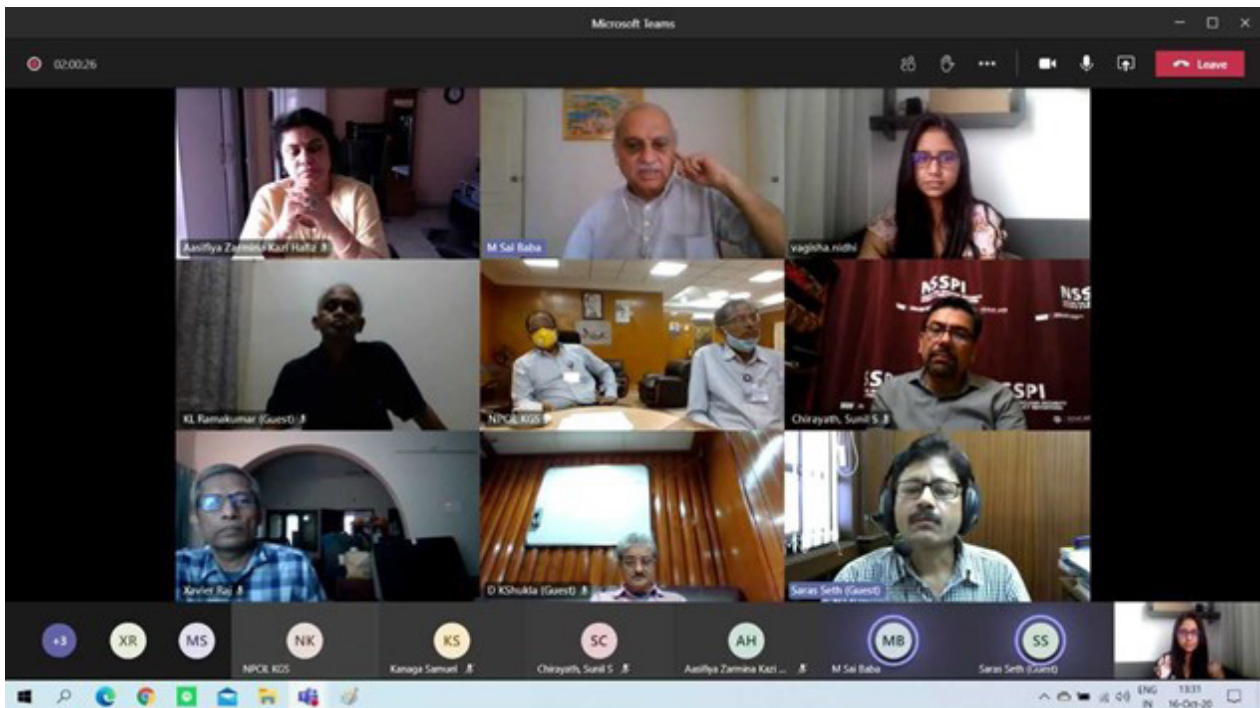 Microsoft Teams
02:00:26
Leave
Aasifiya Zarmina Kazi Hafiz
M Sai Baba
vagisha.nidhi
KL Ramakumar (Guest)
NPCIL KGS
NSSPI
NSS
SPI
Chirayath, Sunil S
Xavier Raj
D KShukla (Guest)
Saras Seth (Guest)
+3
XR
MS
NK
KS
SC
AH
MB
SS
NPCIL KGS
Kanaga Samuel
Chirayath, Sunil S
Aasifiya Zarmina Kazi ...
M Sai Baba
Saras Seth (Guest)
ENG
IN
13:31
16-Oct-20